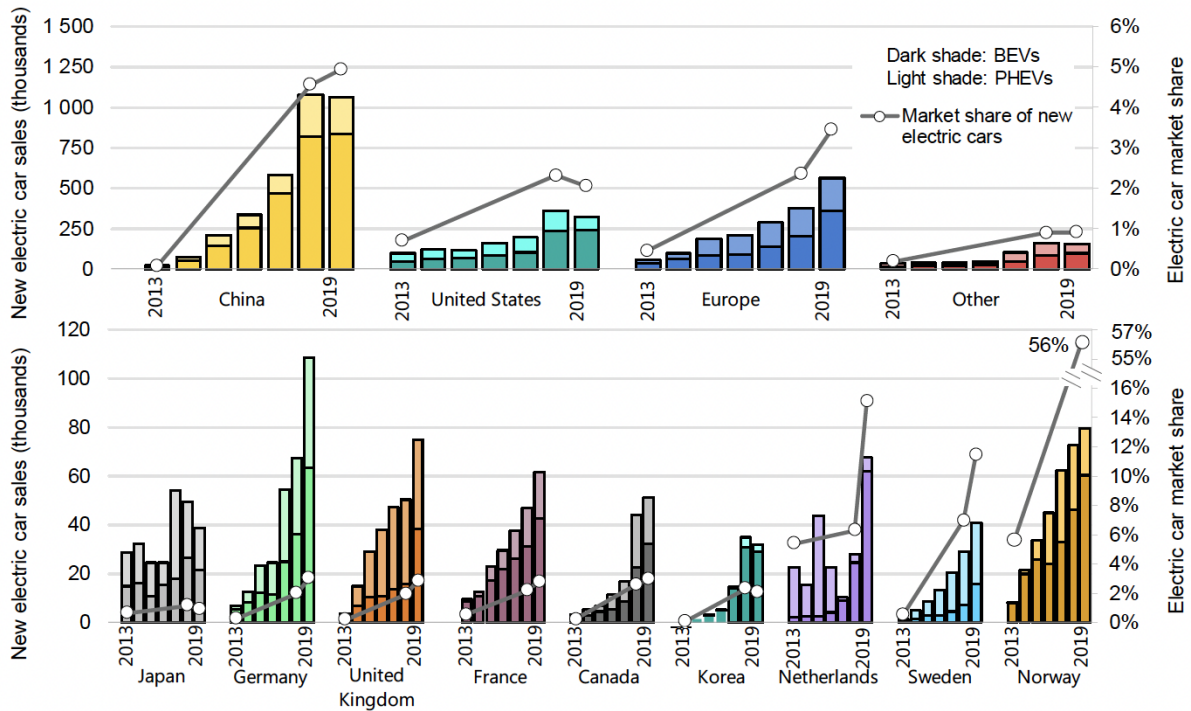 New electric car sales (thousands)
1 500
1 250
1 000
750
500
250
0
2013
China
2019
2013
United States
2019
2013
Europe
2019
2013
Other
2019
Dark shade: BEVs
Light shade: PHEVs
Market share of new
electric cars
6%
5%
4%
3%
2%
1%
0%
Electric car market share
New electric car sales (thousands)
120
100
80
60
40
20
0
2013
2019
Japan
2013
2019
Germany
2013
2019
United
Kingdom
2013
2019
France
2013
2019
Canada
2013
2019
Korea
2013
2019
Netherlands
2013
2019
Sweden
2013
2019
Norway
56%
57%
55%
16%
14%
12%
10%
8%
6%
4%
2%
0%
Electric car market share